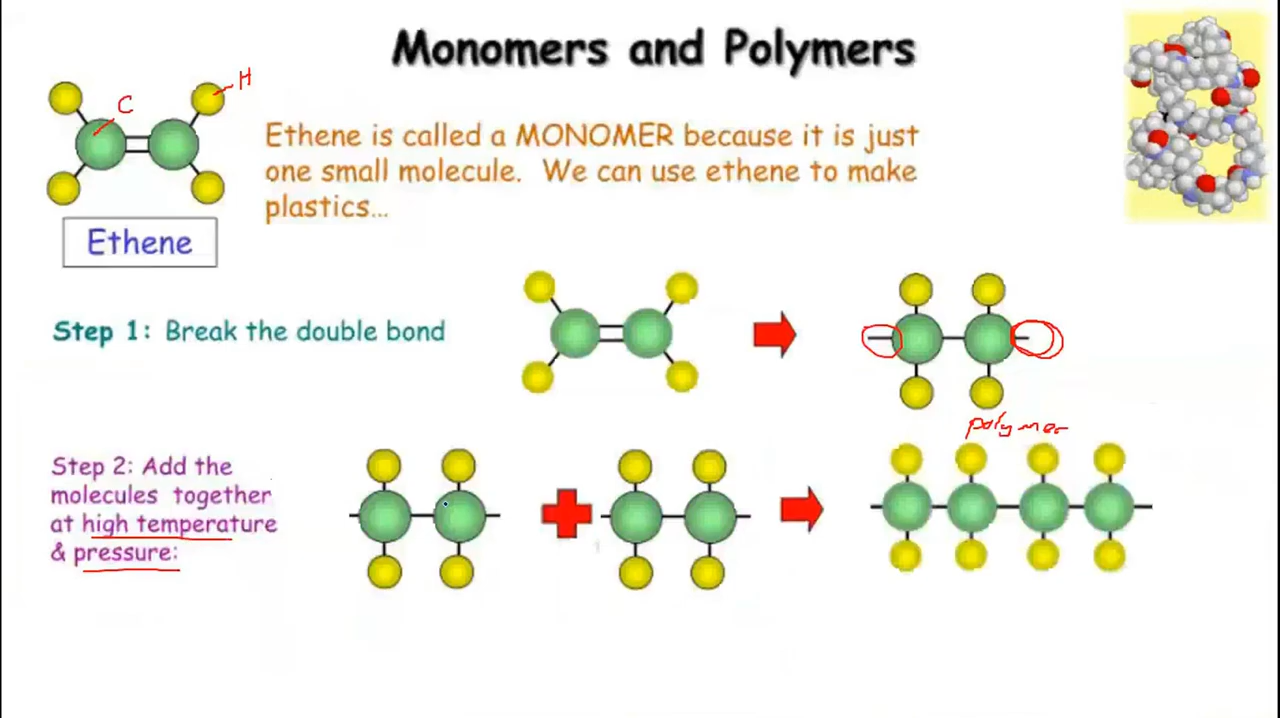 Monomers and Polymers
H
C
Ethene is called a MONOMER because it is just
one small molecule. We can use ethene to make
plastics...
Ethene
Step 1: Break the double bond
polymer
Step 2: Add the
molecules together
at high temperature
& pressure: